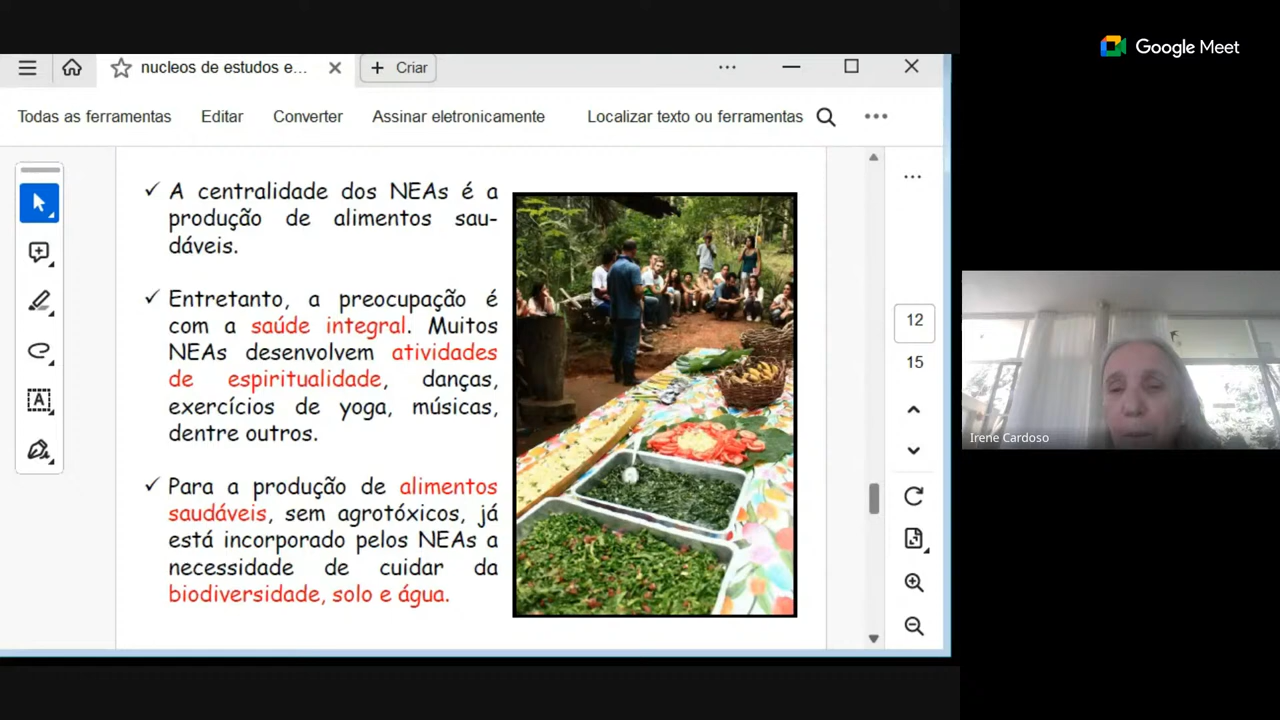 Google Meet
nucleos de estudos e...
Criar
Todas as ferramentas
Editar
Converter
Assinar eletronicamente
Localizar texto ou ferramentas
✓ A centralidade dos NEAs é a
produção de alimentos sau-
dáveis.
✓ Entretanto, a preocupação é
com a saúde integral. Muitos
NEAs desenvolvem atividades
de espiritualidade, danças,
exercícios de yoga, músicas,
dentre outros.
✓ Para a produção de alimentos
saudáveis, sem agrotóxicos, já
está incorporado pelos NEAs a
necessidade de cuidar da
biodiversidade, solo e água.
12
15
Irene Cardoso